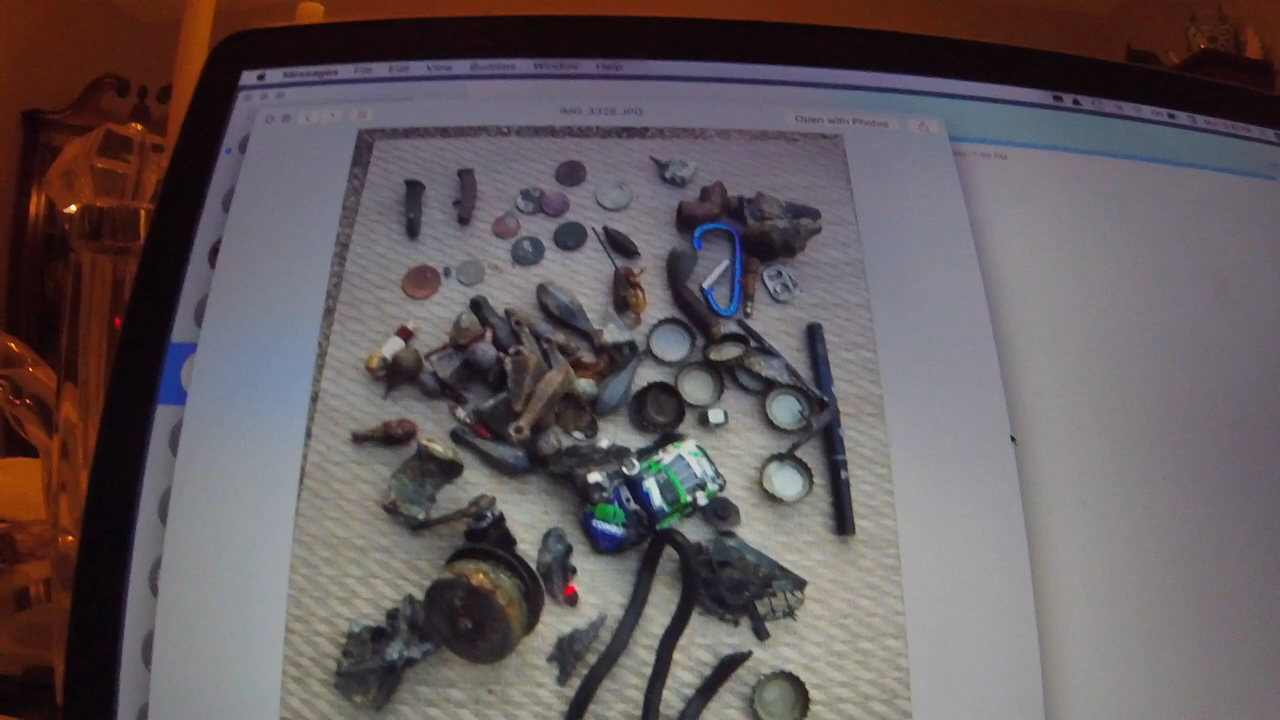 Messages File Edit View Buddies Window Help
IMG_3325.JPG
Open with Photos